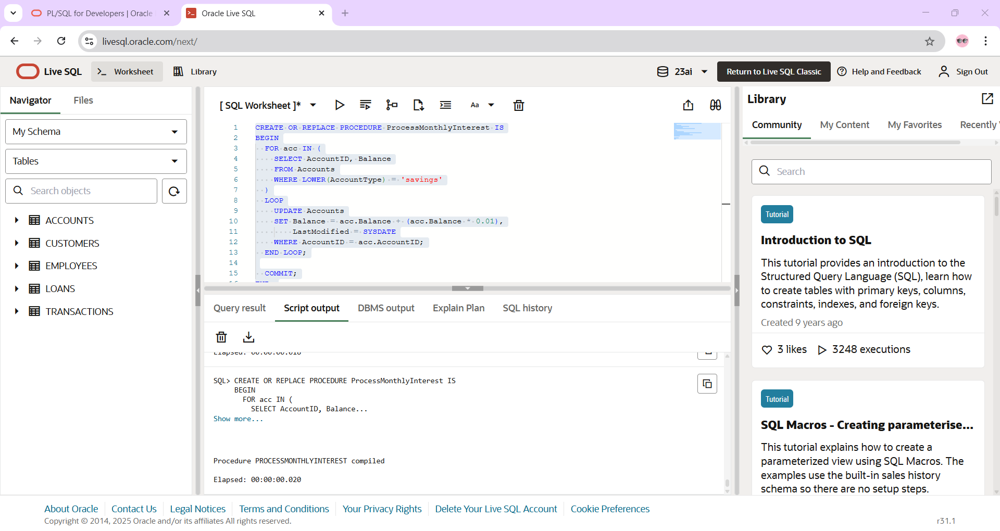 PL/SQL for Developers | Oracle
Oracle Live SQL
livesql.oracle.com/next/
Live SQL
Worksheet
Library
23ai
Return to Live SQL Classic
Help and Feedback
Sign Out
Navigator
Files
My Schema
Tables
Search objects
ACCOUNTS
CUSTOMERS
EMPLOYEES
LOANS
TRANSACTIONS
[ SQL Worksheet ]*
Aa
1 CREATE OR REPLACE PROCEDURE ProcessMonthlyInterest IS
2 BEGIN
3 FOR acc IN (
4 SELECT AccountID, Balance
5 FROM Accounts
6 WHERE LOWER(AccountType) = 'savings'
7 )
8 LOOP
9 UPDATE Accounts
10 SET Balance = acc.Balance + (acc.Balance * 0.01),
11 LastModified = SYSDATE
12 WHERE AccountID = acc.AccountID;
13 END LOOP;
14
15 COMMIT;
Query result
Script output
DBMS output
Explain Plan
SQL history
Elapsed: 00:00:00.018
SQL> CREATE OR REPLACE PROCEDURE ProcessMonthlyInterest IS
BEGIN
FOR acc IN (
SELECT AccountID, Balance...
Show more...
Procedure PROCESSMONTHLYINTEREST compiled
Elapsed: 00:00:00.020
Library
Community
My Content
My Favorites
Recently
Search
Tutorial
Introduction to SQL
This tutorial provides an introduction to the
Structured Query Language (SQL), learn how
to create tables with primary keys, columns,
constraints, indexes, and foreign keys.
Created 9 years ago
3 likes
3248 executions
Tutorial
SQL Macros - Creating parameterise...
This tutorial explains how to create a
parameterized view using SQL Macros. The
examples use the built-in sales history
schema so there are no setup steps.
About Oracle
Contact Us
Legal Notices
Terms and Conditions
Your Privacy Rights
Delete Your Live SQL Account
Cookie Preferences
Copyright © 2014, 2025 Oracle and/or its affiliates All rights reserved.
r31.1